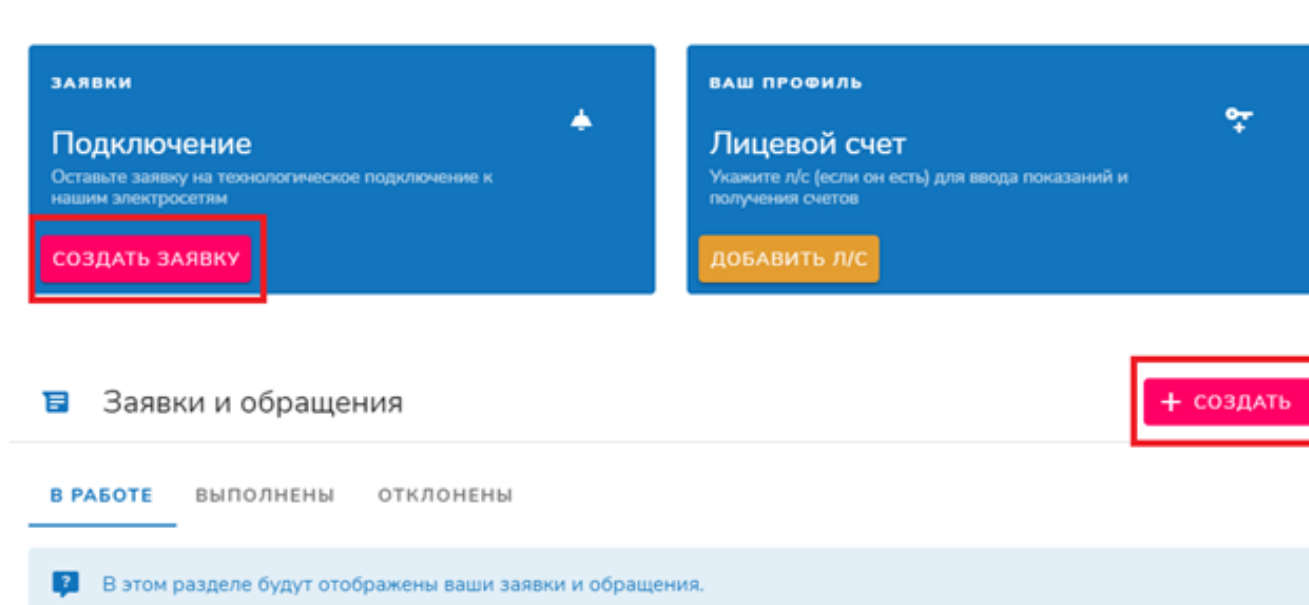 ЗАЯВКИ
Подключение
Оставьте заявку на технологическое подключение к
нашим электросетям
СОЗДАТЬ ЗАЯВКУ
ВАШ ПРОФИЛЬ
Лицевой счет
Укажите л/с (если он есть) для ввода показаний и
получения счетов
ДОБАВИТЬ Л/С
Заявки и обращения
+ СОЗДАТЬ
В РАБОТЕ ВЫПОЛНЕНЫ ОТКЛОНЕНЫ
В этом разделе будут отображены ваши заявки и обращения.